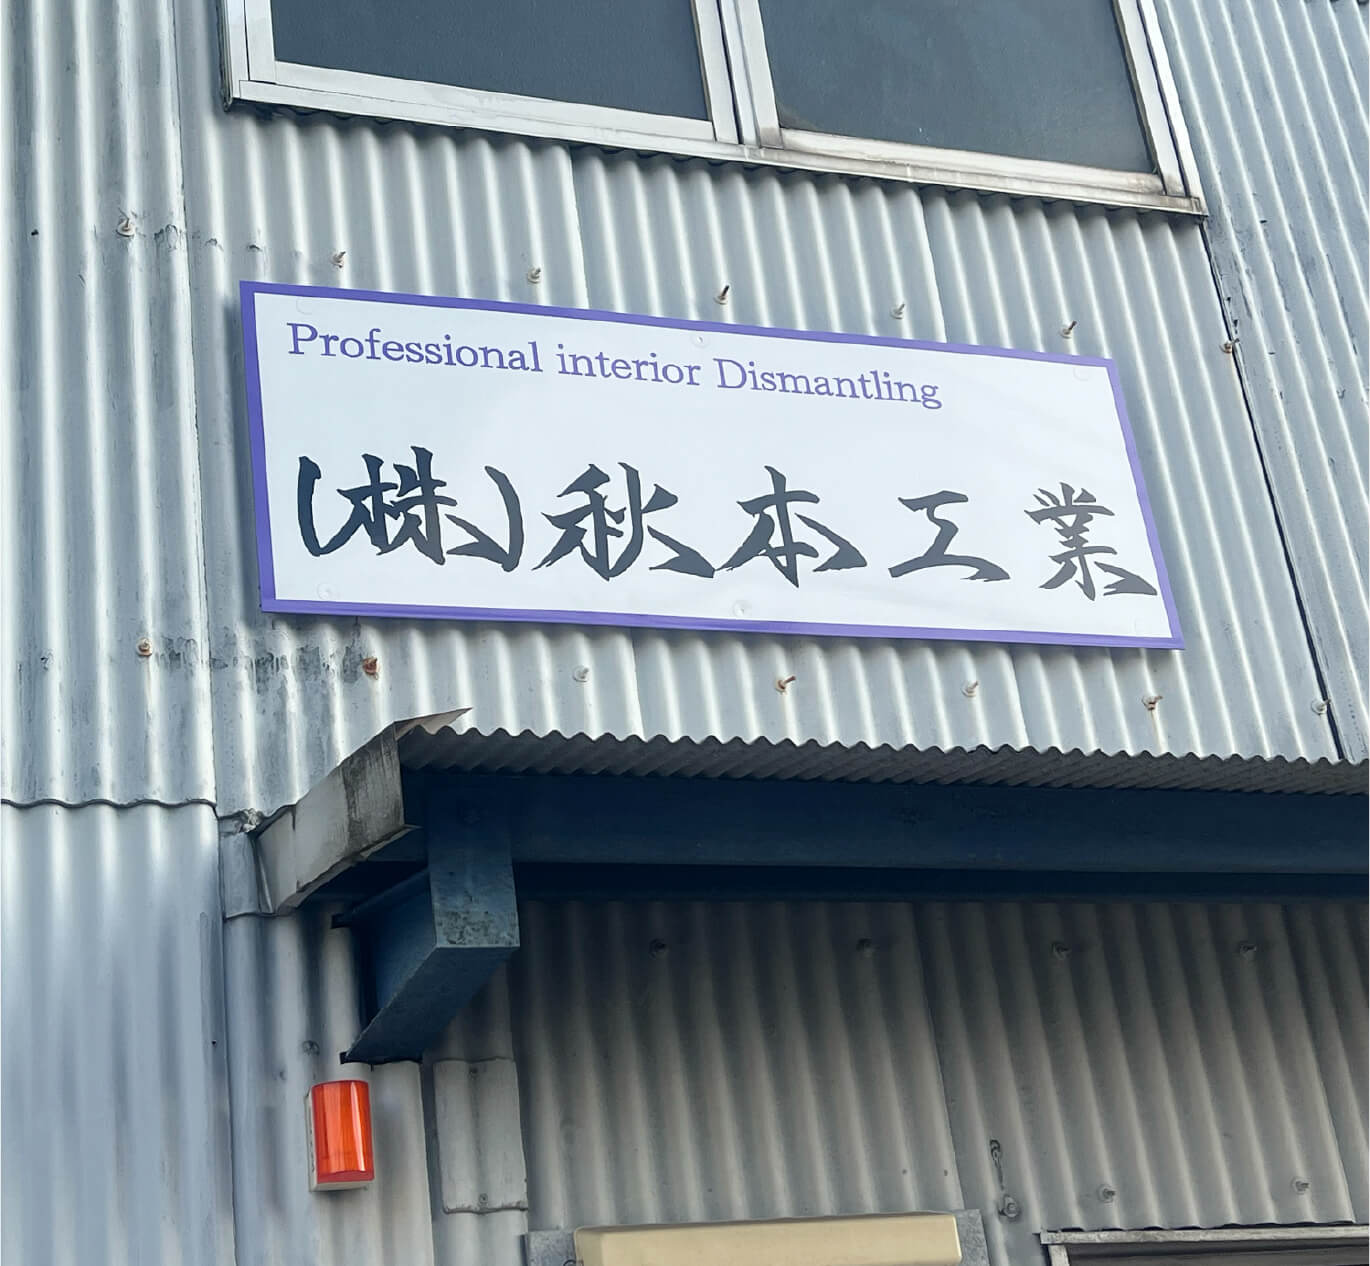 Professional interior Dismantling
(株)秋本工業